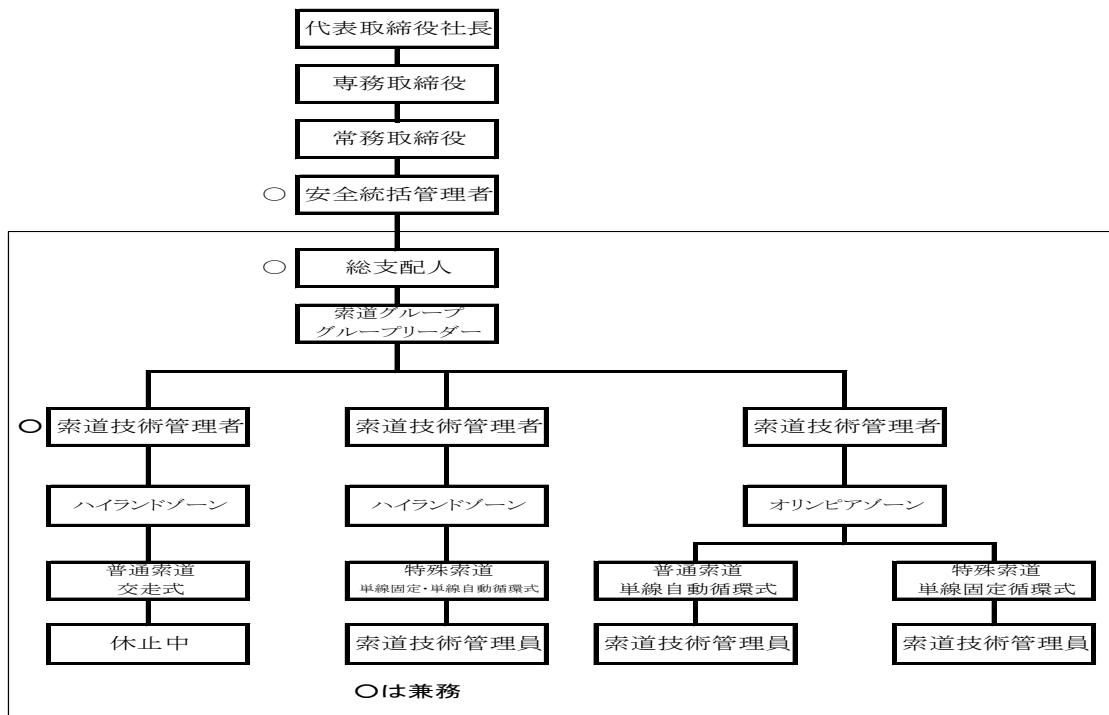 代表取締役社長
専務取締役
常務取締役
○ 安全統括管理者
○ 総支配人
索道グループ
グループリーダー
○ 索道技術管理者 索道技術管理者 索道技術管理者
ハイランドゾーン ハイランドゾーン オリンピアゾーン
普通索道 特殊索道 普通索道 特殊索道
交走式 単線固定・単線自動循環式 単線自動循環式 単線固定循環式
休止中 索道技術管理員 索道技術管理員 索道技術管理員
○は兼務